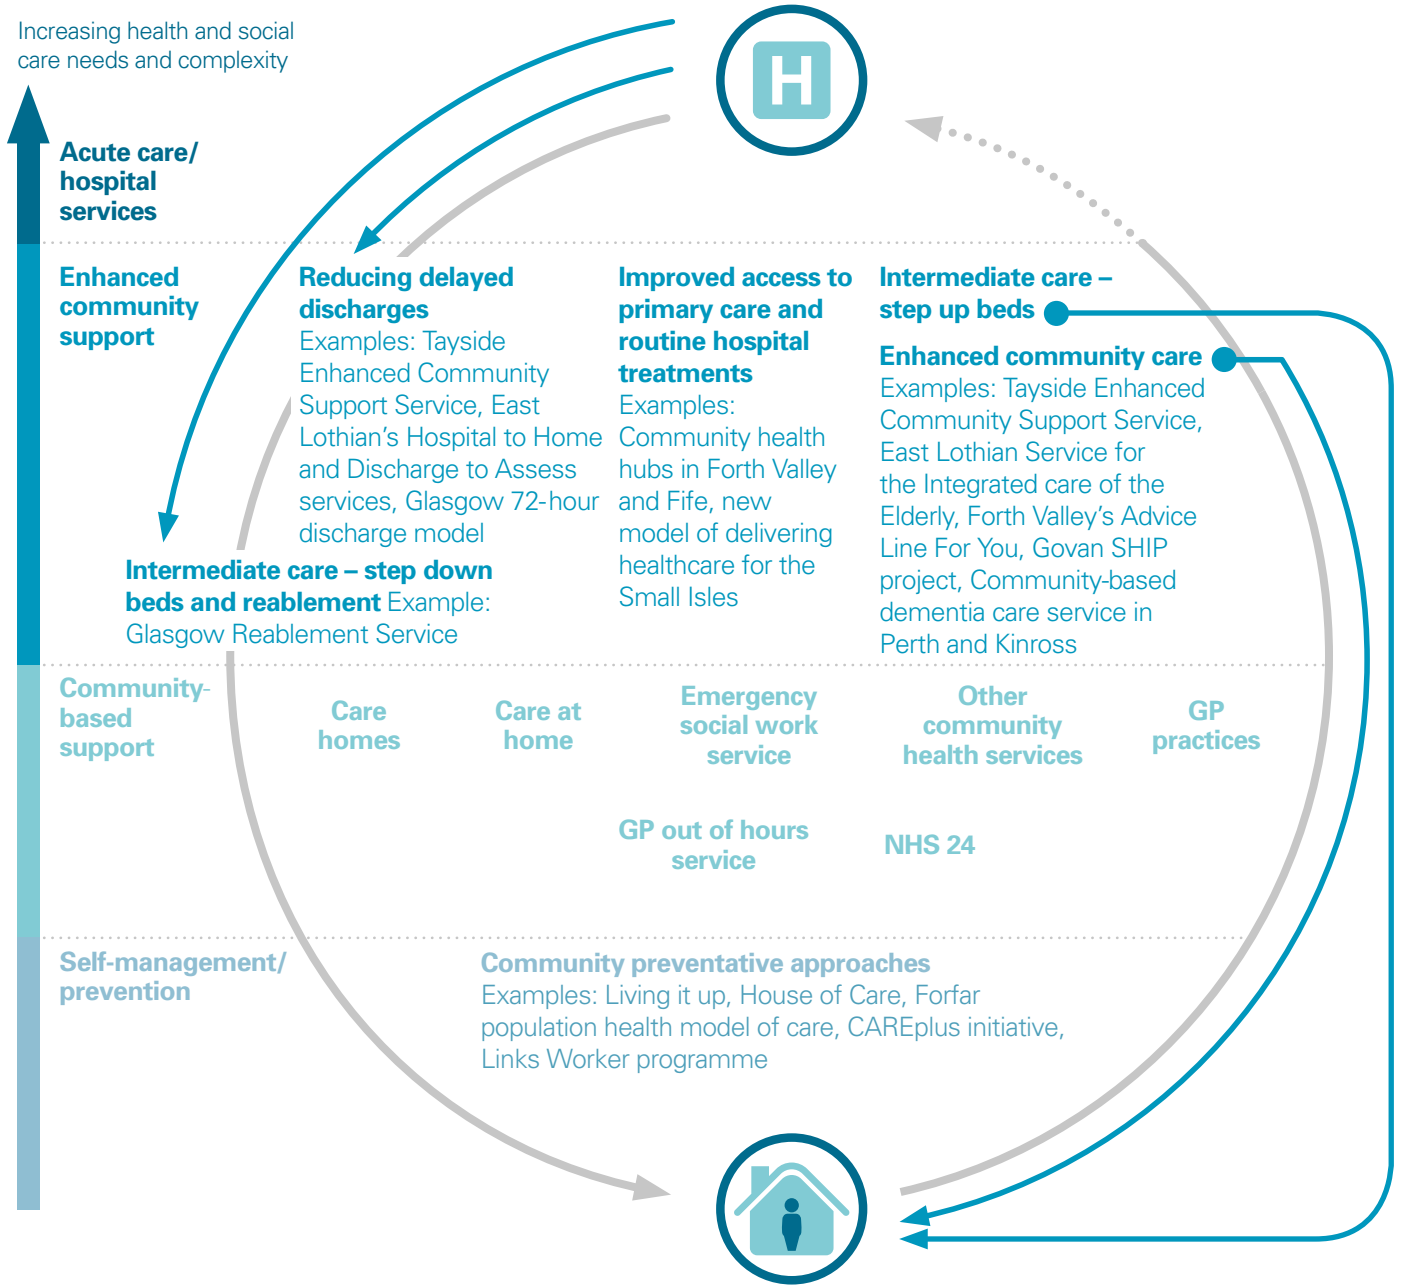 Increasing health and social
care needs and complexity
H
Acute care/
hospital
services
Enhanced
community
support
Reducing delayed
discharges
Examples: Tayside
Enhanced Community
Support Service, East
Lothian's Hospital to Home
and Discharge to Assess
services, Glasgow 72-hour
discharge model
Intermediate care – step down
beds and reablement Example:
Glasgow Reablement Service
Improved access to
primary care and
routine hospital
treatments
Examples:
Community health
hubs in Forth Valley
and Fife, new
model of delivering
healthcare for the
Small Isles
Intermediate care –
step up beds
Enhanced community care
Examples: Tayside Enhanced
Community Support Service,
East Lothian Service for
the Integrated care of the
Elderly, Forth Valley's Advice
Line For You, Govan SHIP
project, Community-based
dementia care service in
Perth and Kinross
Community-
based
support
Care
homes
Care at
home
Emergency
social work
service
Other
community
health services
GP
practices
GP out of hours
service
NHS 24
Self-management/
prevention
Community preventative approaches
Examples: Living it up, House of Care, Forfar
population health model of care, CAREplus initiative,
Links Worker programme